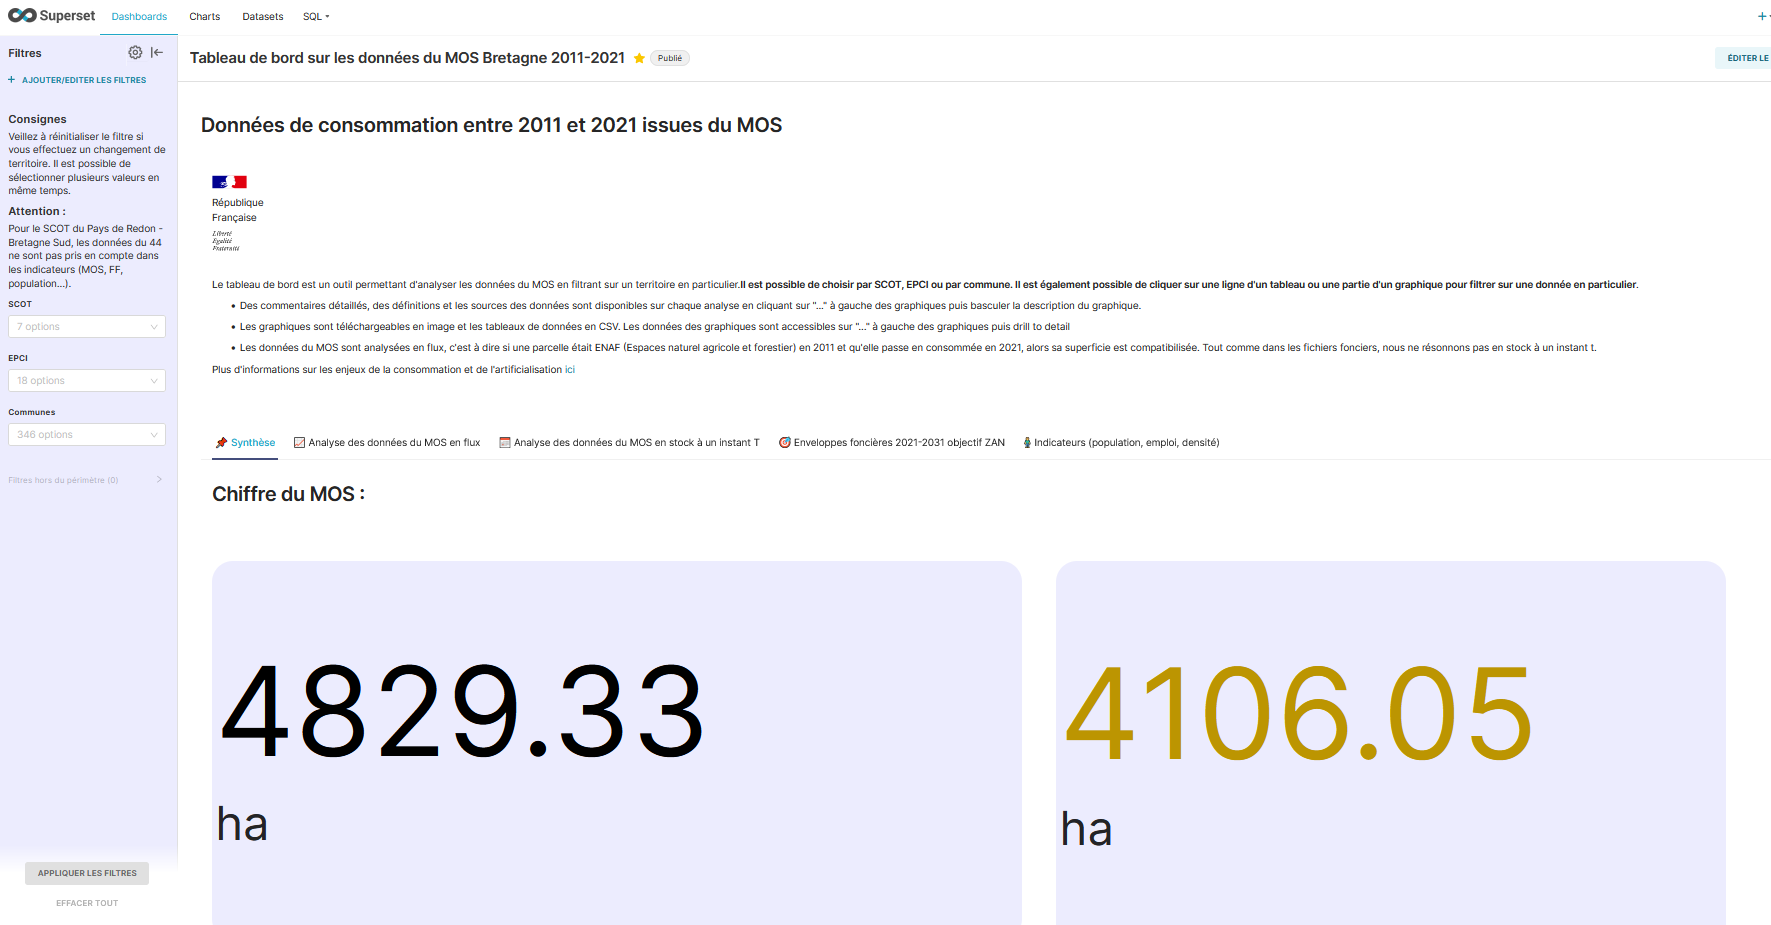 Superset Dashboards Charts Datasets SQL
Filtres
+ AJOUTER/EDITER LES FILTRES
Consignes
Veillez à réinitialiser le filtre si
vous effectuez un changement de
territoire. Il est possible de
sélectionner plusieurs valeurs en
même temps.
Attention :
Pour le SCOT du Pays de Redon -
Bretagne Sud, les données du 44
ne sont pas pris en compte dans
les indicateurs (MOS, FF,
population...).
SCOT
7 options
EPCI
18 options
Communes
346 options
Filtres hors du périmètre (0)
APPLIQUER LES FILTRES
EFFACER TOUT
Tableau de bord sur les données du MOS Bretagne 2011-2021 Publié
ÉDITER LE
Données de consommation entre 2011 et 2021 issues du MOS
République
Française
Liberté
Égalité
Fraternité
Le tableau de bord est un outil permettant d'analyser les données du MOS en filtrant sur un territoire en particulier.Il est possible de choisir par SCOT, EPCI ou par commune. Il est également possible de cliquer sur une ligne d'un tableau ou une partie d'un graphique pour filtrer sur une donnée en particulier.
• Des commentaires détaillés, des définitions et les sources des données sont disponibles sur chaque analyse en cliquant sur "..." à gauche des graphiques puis basculer la description du graphique.
• Les graphiques sont téléchargeables en image et les tableaux de données en CSV. Les données des graphiques sont accessibles sur "..." à gauche des graphiques puis drill to detail
• Les données du MOS sont analysées en flux, c'est à dire si une parcelle était ENAF (Espaces naturel agricole et forestier) en 2011 et qu'elle passe en consommée en 2021, alors sa superficie est compatibilisée. Tout comme dans les fichiers fonciers, nous ne résonnons pas en stock à un instant t.
Plus d'informations sur les enjeux de la consommation et de l'artificialisation ici
Synthèse Analyse des données du MOS en flux Analyse des données du MOS en stock à un instant T Enveloppes foncières 2021-2031 objectif ZAN Indicateurs (population, emploi, densité)
Chiffre du MOS :
4829.33
ha
4106.05
ha